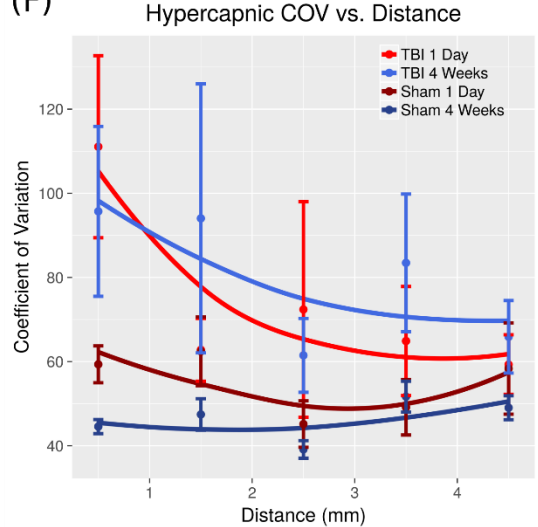 (F)
Hypercapnic COV vs. Distance
TBI 1 Day
TBI 4 Weeks
Sham 1 Day
Sham 4 Weeks
120
100
80
60
40
Coefficient of Variation
1 2 3 4
Distance (mm)